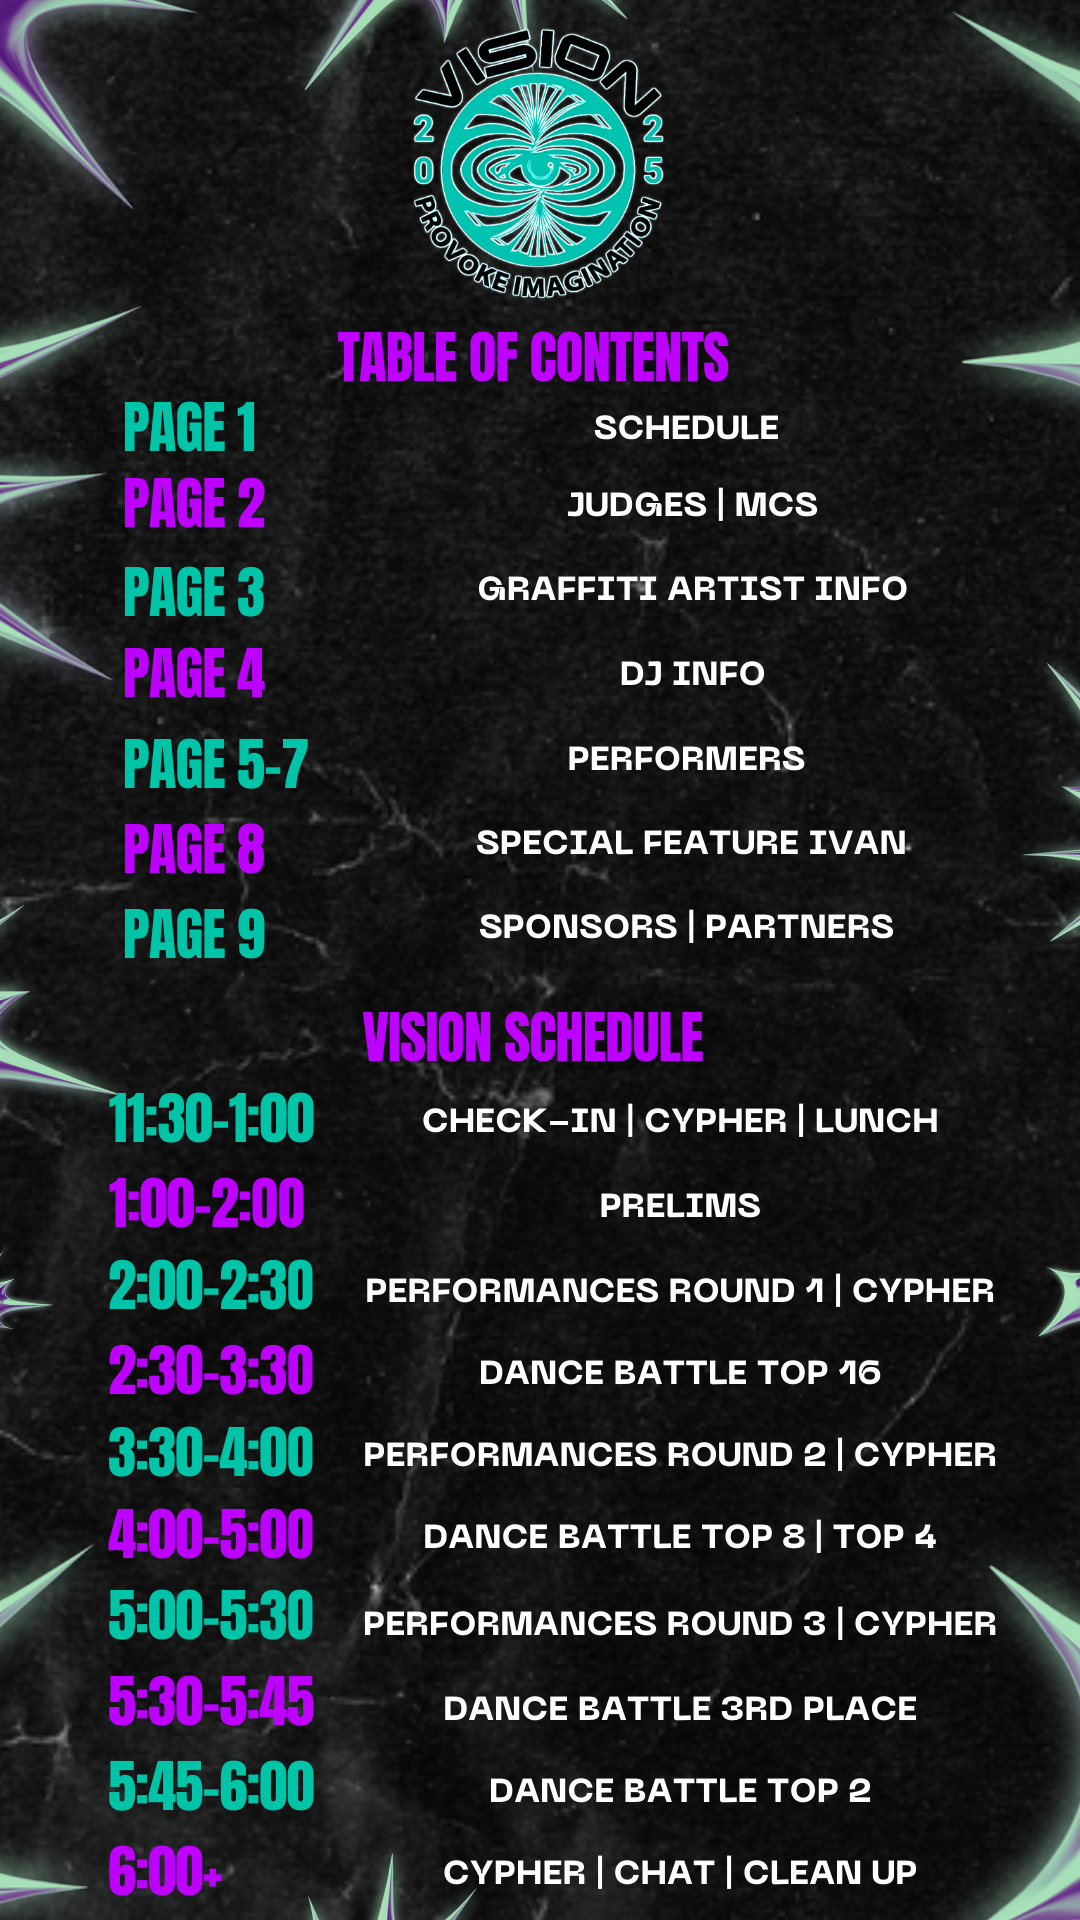 VISION
20 25
PROVOKE IMAGINATION
TABLE OF CONTENTS
PAGE 1 SCHEDULE
PAGE 2 JUDGES | MCS
PAGE 3 GRAFFITI ARTIST INFO
PAGE 4 DJ INFO
PAGE 5-7 PERFORMERS
PAGE 8 SPECIAL FEATURE IVAN
PAGE 9 SPONSORS | PARTNERS
VISION SCHEDULE
11:30-1:00 CHECK-IN | CYPHER | LUNCH
1:00-2:00 PRELIMS
2:00-2:30 PERFORMANCES ROUND 1 | CYPHER
2:30-3:30 DANCE BATTLE TOP 16
3:30-4:00 PERFORMANCES ROUND 2 | CYPHER
4:00-5:00 DANCE BATTLE TOP 8 | TOP 4
5:00-5:30 PERFORMANCES ROUND 3 | CYPHER
5:30-5:45 DANCE BATTLE 3RD PLACE
5:45-6:00 DANCE BATTLE TOP 2
6:00+ CYPHER | CHAT | CLEAN UP